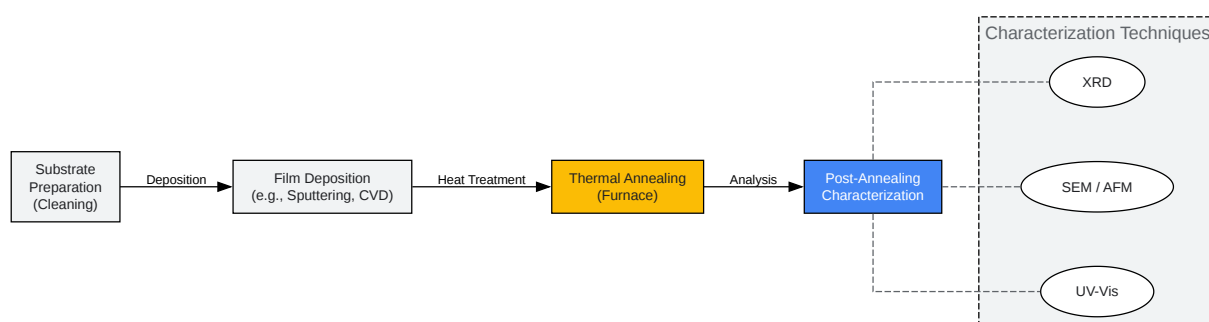 Characterization Techniques
XRD
Substrate
Preparation
(Cleaning)
Deposition
Film Deposition
(e.g., Sputtering, CVD)
Heat Treatment
Thermal Annealing
(Furnace)
Analysis
Post-Annealing
Characterization
SEM / AFM
UV-Vis